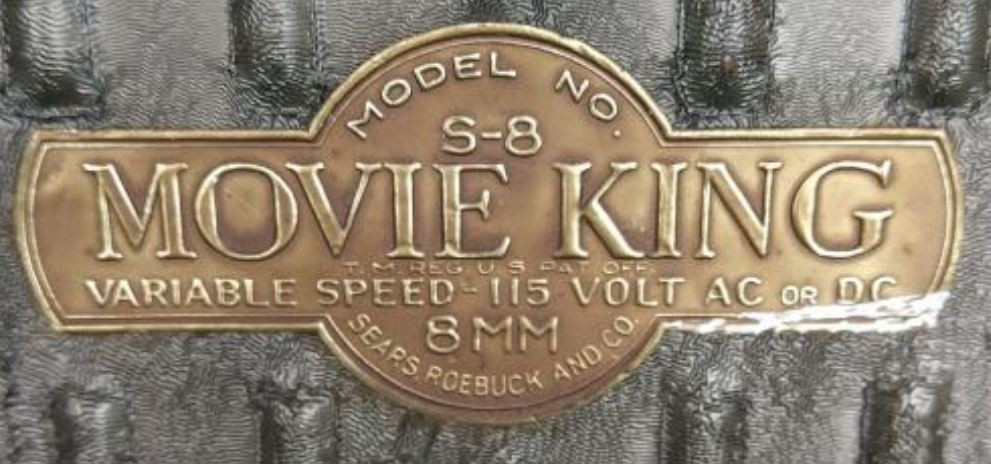 MODEL NO.
S-8
MOVIE KING
T. M. REG. U. S. PAT. OFF.
VARIABLE SPEED - 115 VOLT AC OR DC
8MM
SEARS, ROEBUCK AND CO.